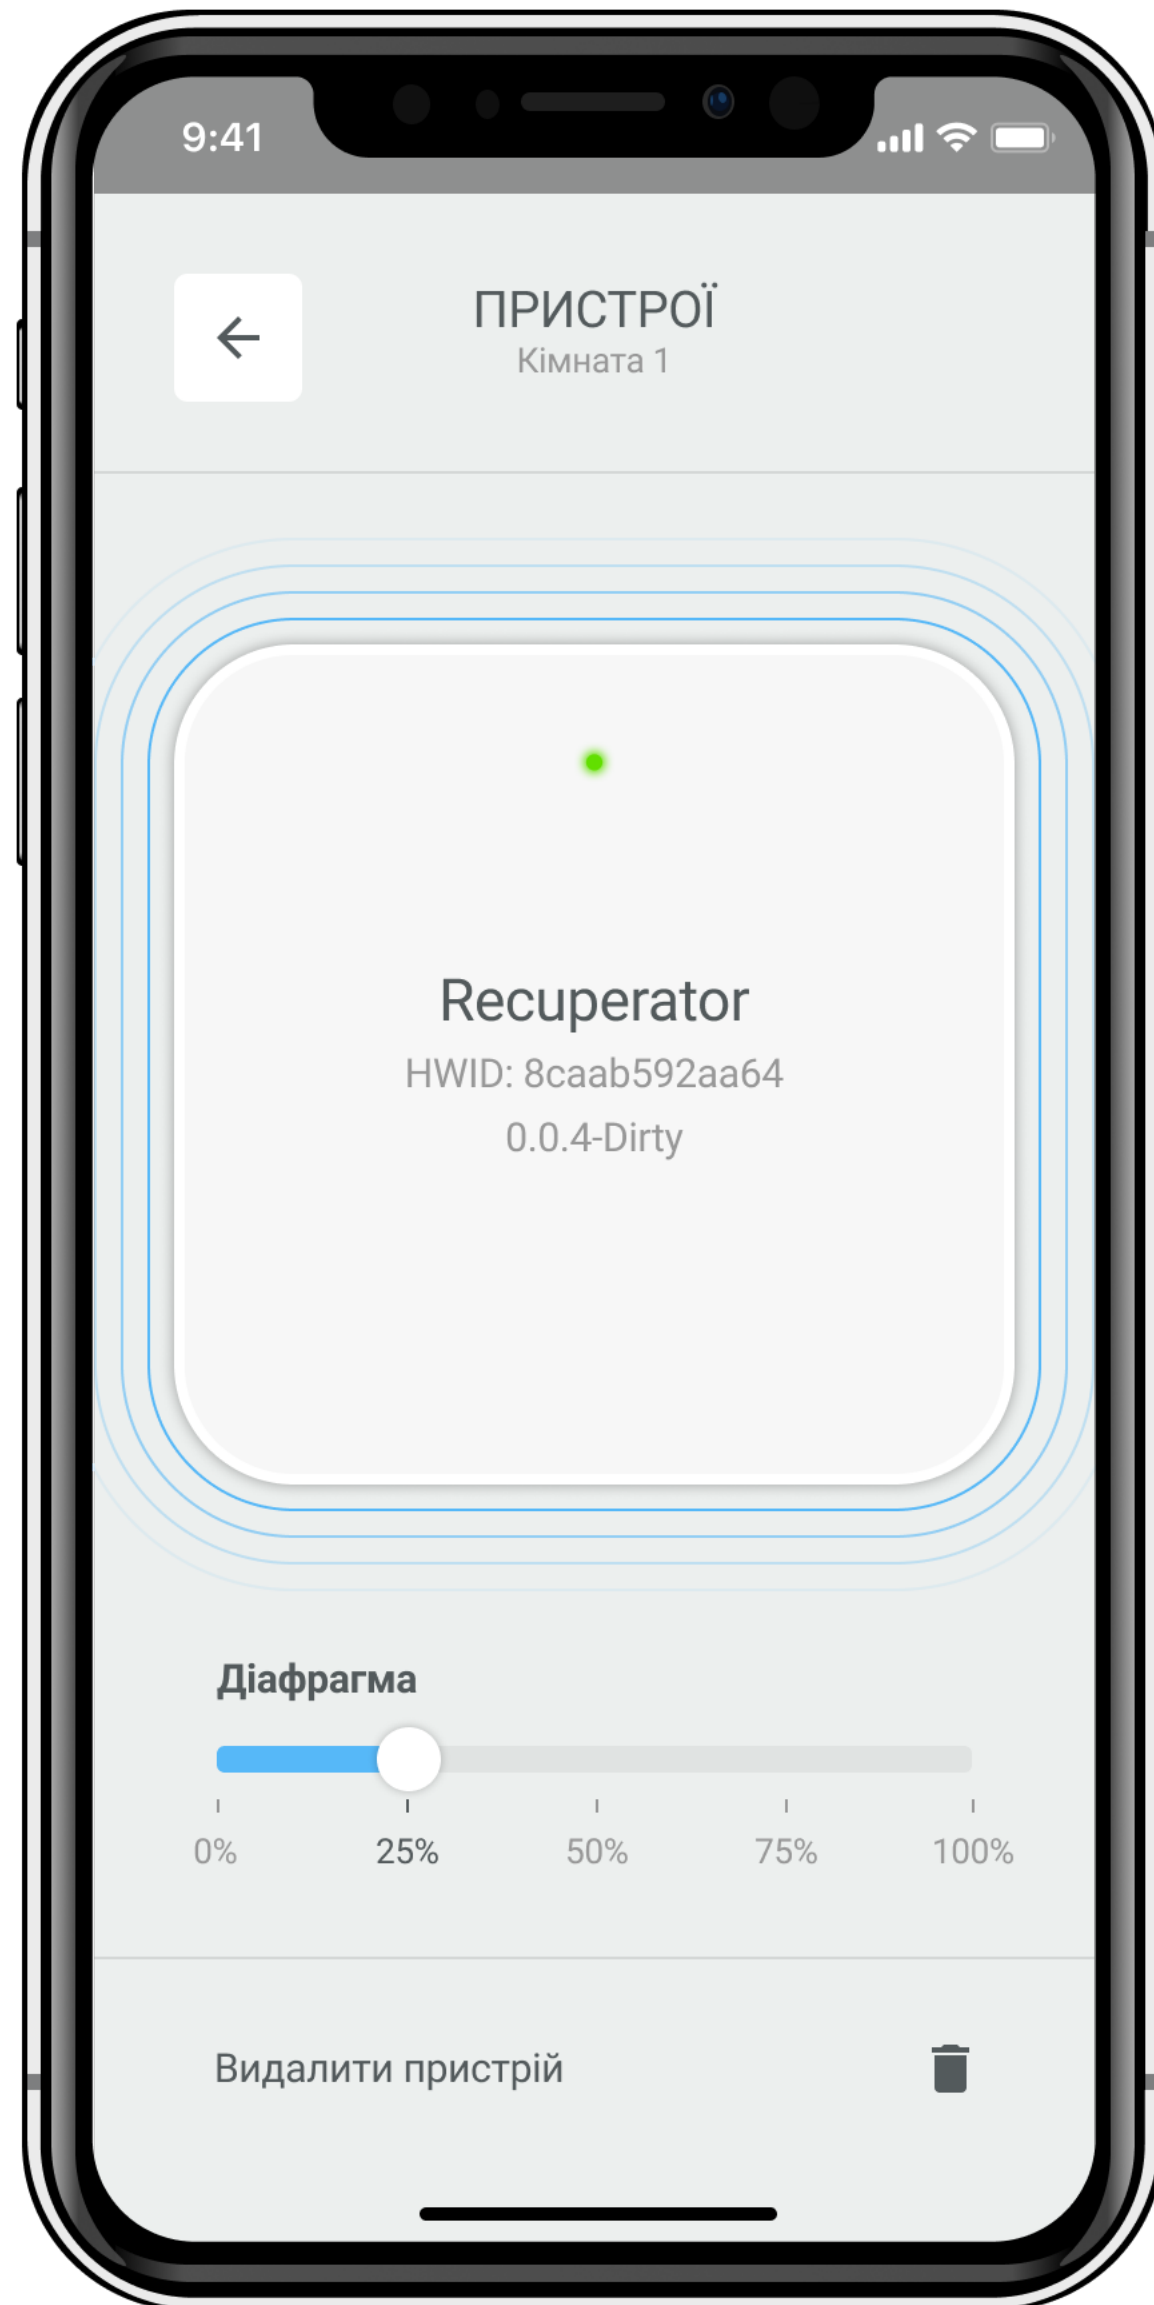 9:41
ПРИСТРОЇ
Кімната 1
Recuperator
HWID: 8caab592aa64
0.0.4-Dirty
Діафрагма
0% 25% 50% 75% 100%
Видалити пристрій